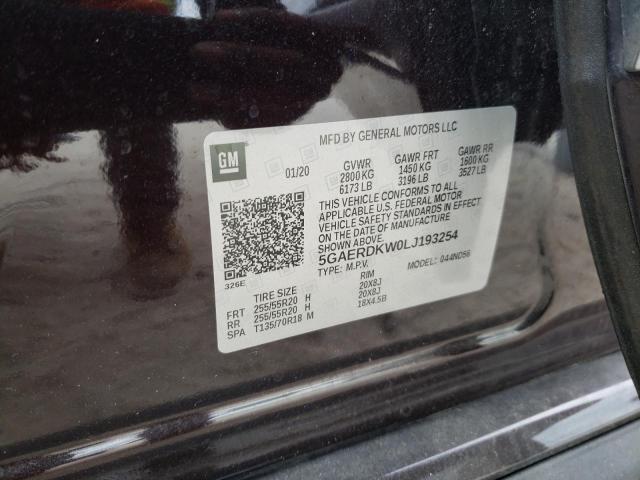 MFD BY GENERAL MOTORS LLC
GM
01/20
GVWR GAWR FRT GAWR RR
2800 KG 1450 KG 1600 KG
6173 LB 3196 LB 3527 LB
THIS VEHICLE CONFORMS TO ALL
APPLICABLE U.S. FEDERAL MOTOR
VEHICLE SAFETY STANDARDS IN EFFECT
ON THE DATE OF MANUFACTURE
SHOWN ABOVE.
5GAERDKW0LJ193254
TYPE: M.P.V. MODEL: 044ND56
326E
TIRE SIZE RIM
FRT 255/55R20 H 20X8J
RR 255/55R20 H 20X8J
SPA T135/70R18 M 18X4.5B